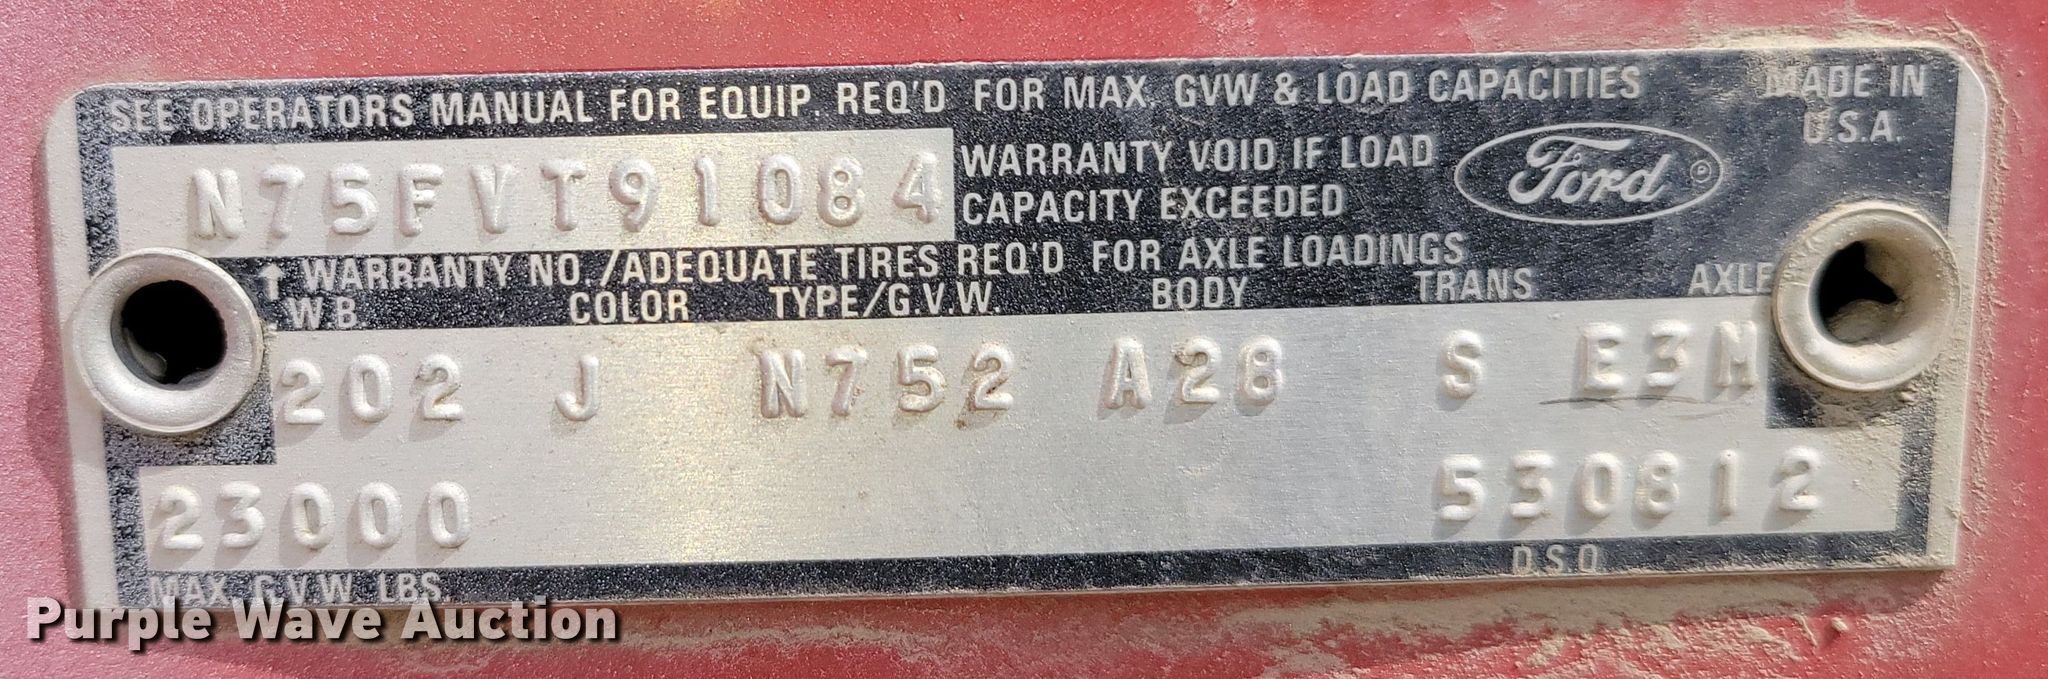 SEE OPERATORS MANUAL FOR EQUIP. REQ'D FOR MAX. GVW & LOAD CAPACITIES
MADE IN
U.S.A.
N75FVT91084
WARRANTY VOID IF LOAD
CAPACITY EXCEEDED
Ford
↑ WARRANTY NO./ADEQUATE TIRES REQ'D FOR AXLE LOADINGS
W.B. COLOR TYPE/G.V.W. BODY TRANS AXLE
202 J N752 A28 S E3M
23000 530812
MAX. G.V.W. LBS. D.S.O.
Purple Wave Auction